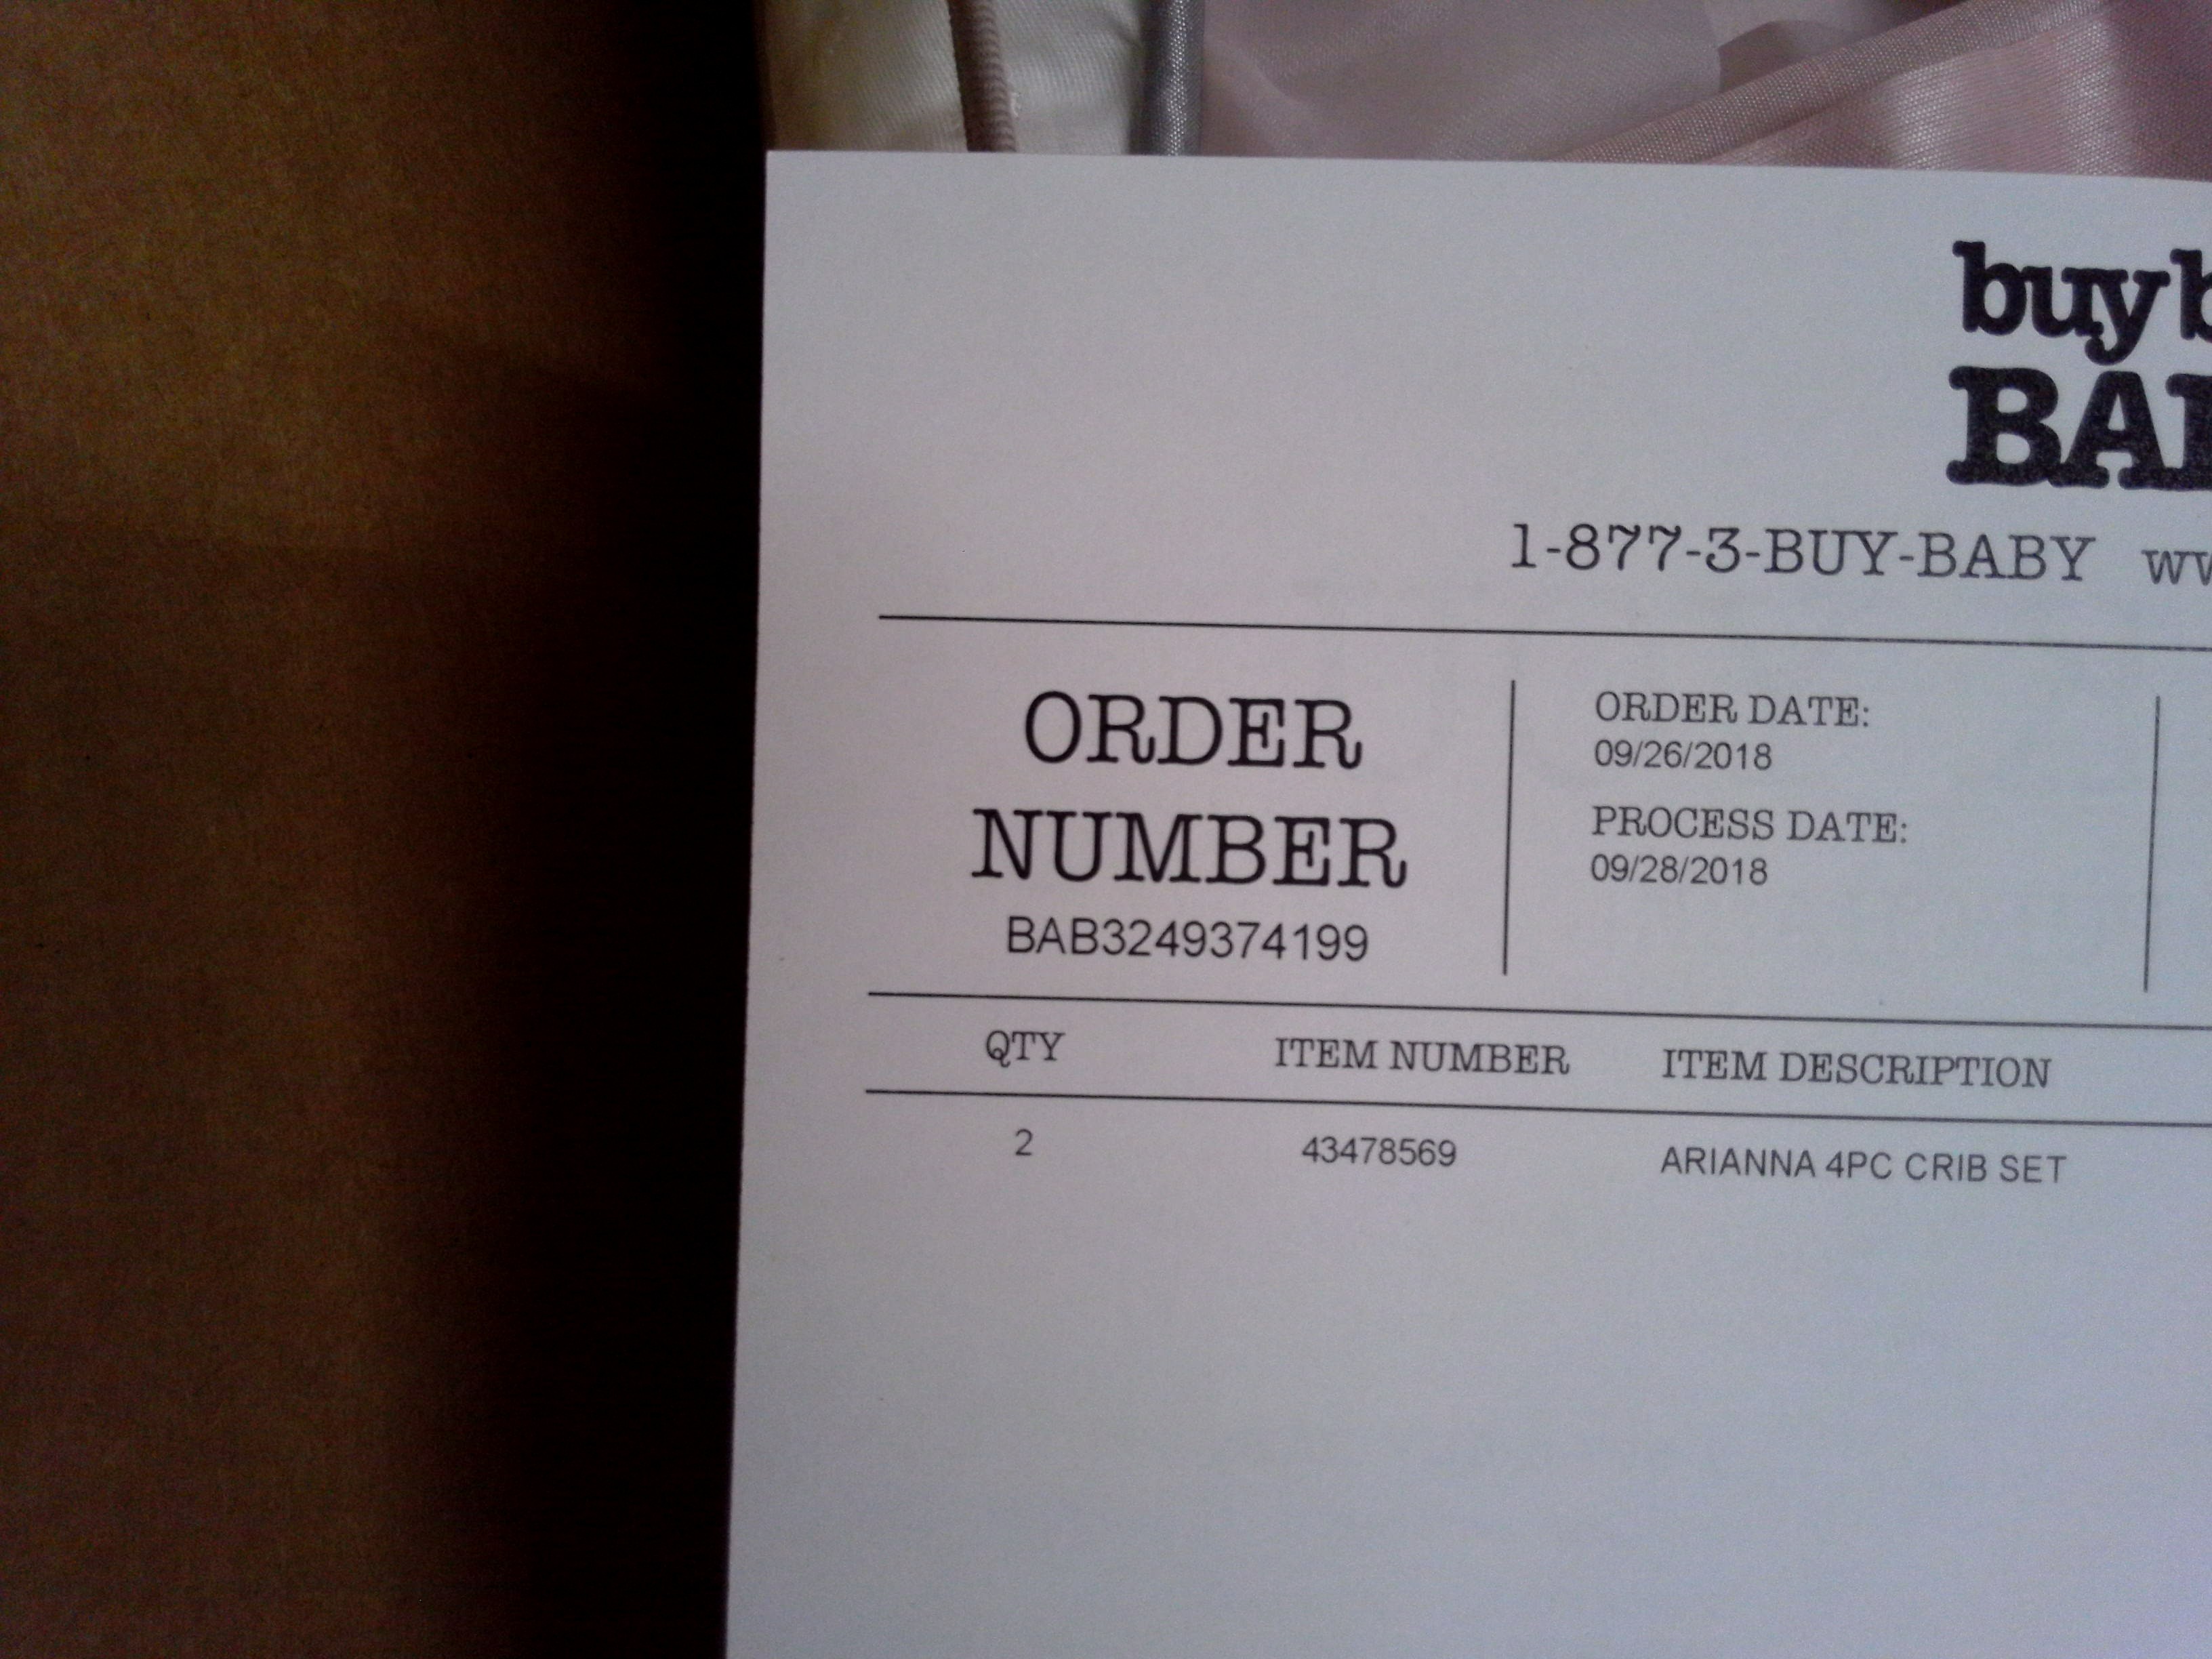 buy
1-877-3-BUY-BABY
ORDER
NUMBER
BAB3249374199
ORDER DATE:
09/26/2018
PROCESS DATE:
09/28/2018
QTY ITEM NUMBER ITEM DESCRIPTION
2 43478569 ARIANNA 4PC CRIB SET